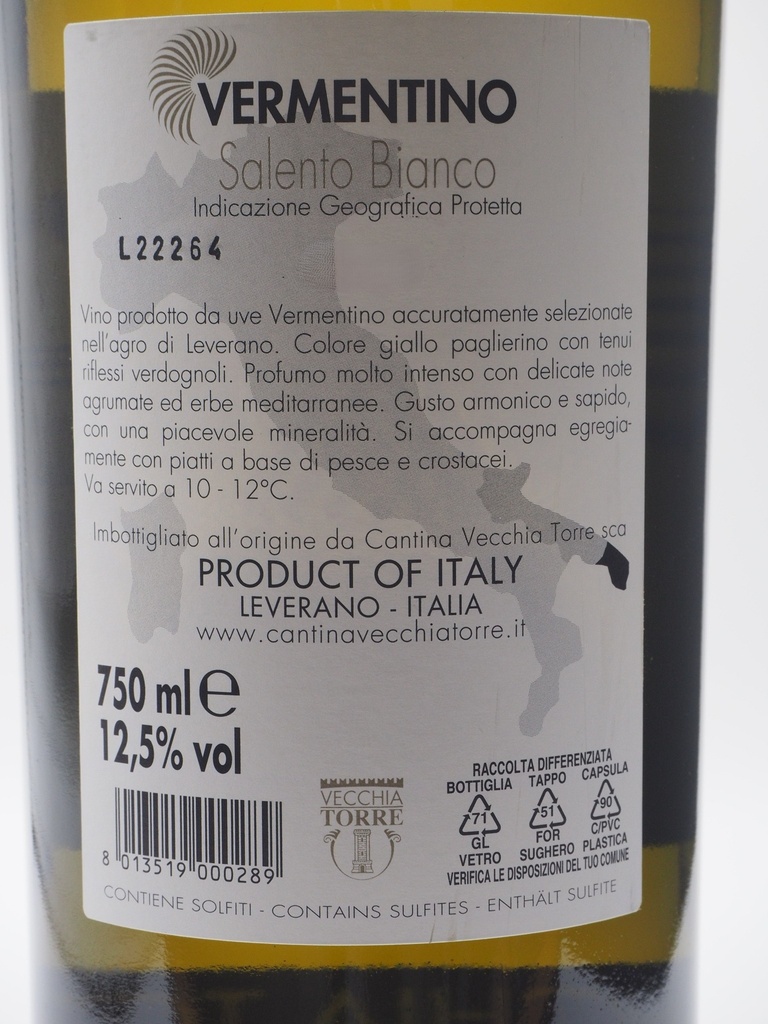 VERMENTINO
Salento Bianco
Indicazione Geografica Protetta
L22264
Vino prodotto da uve Vermentino accuratamente selezionate
nell'agro di Leverano. Colore giallo paglierino con tenui
riflessi verdognoli. Profumo molto intenso con delicate note
agrumate ed erbe meditarranee. Gusto armonico e sapido,
con una piacevole mineralità. Si accompagna egregia-
mente con piatti a base di pesce e crostacei.
Va servito a 10 - 12°C.
Imbottigliato all'origine da Cantina Vecchia Torre sca
PRODUCT OF ITALY
LEVERANO - ITALIA
www.cantinavecchiatorre.it
750 ml e
12,5% vol
8 013519 000289
VECCHIA
TORRE
RACCOLTA DIFFERENZIATA
BOTTIGLIA TAPPO CAPSULA
71 51 90
GL FOR C/PVC
VETRO SUGHERO PLASTICA
VERIFICA LE DISPOSIZIONI DEL TUO COMUNE
CONTIENE SOLFITI - CONTAINS SULFITES - ENTHÄLT SULFITE